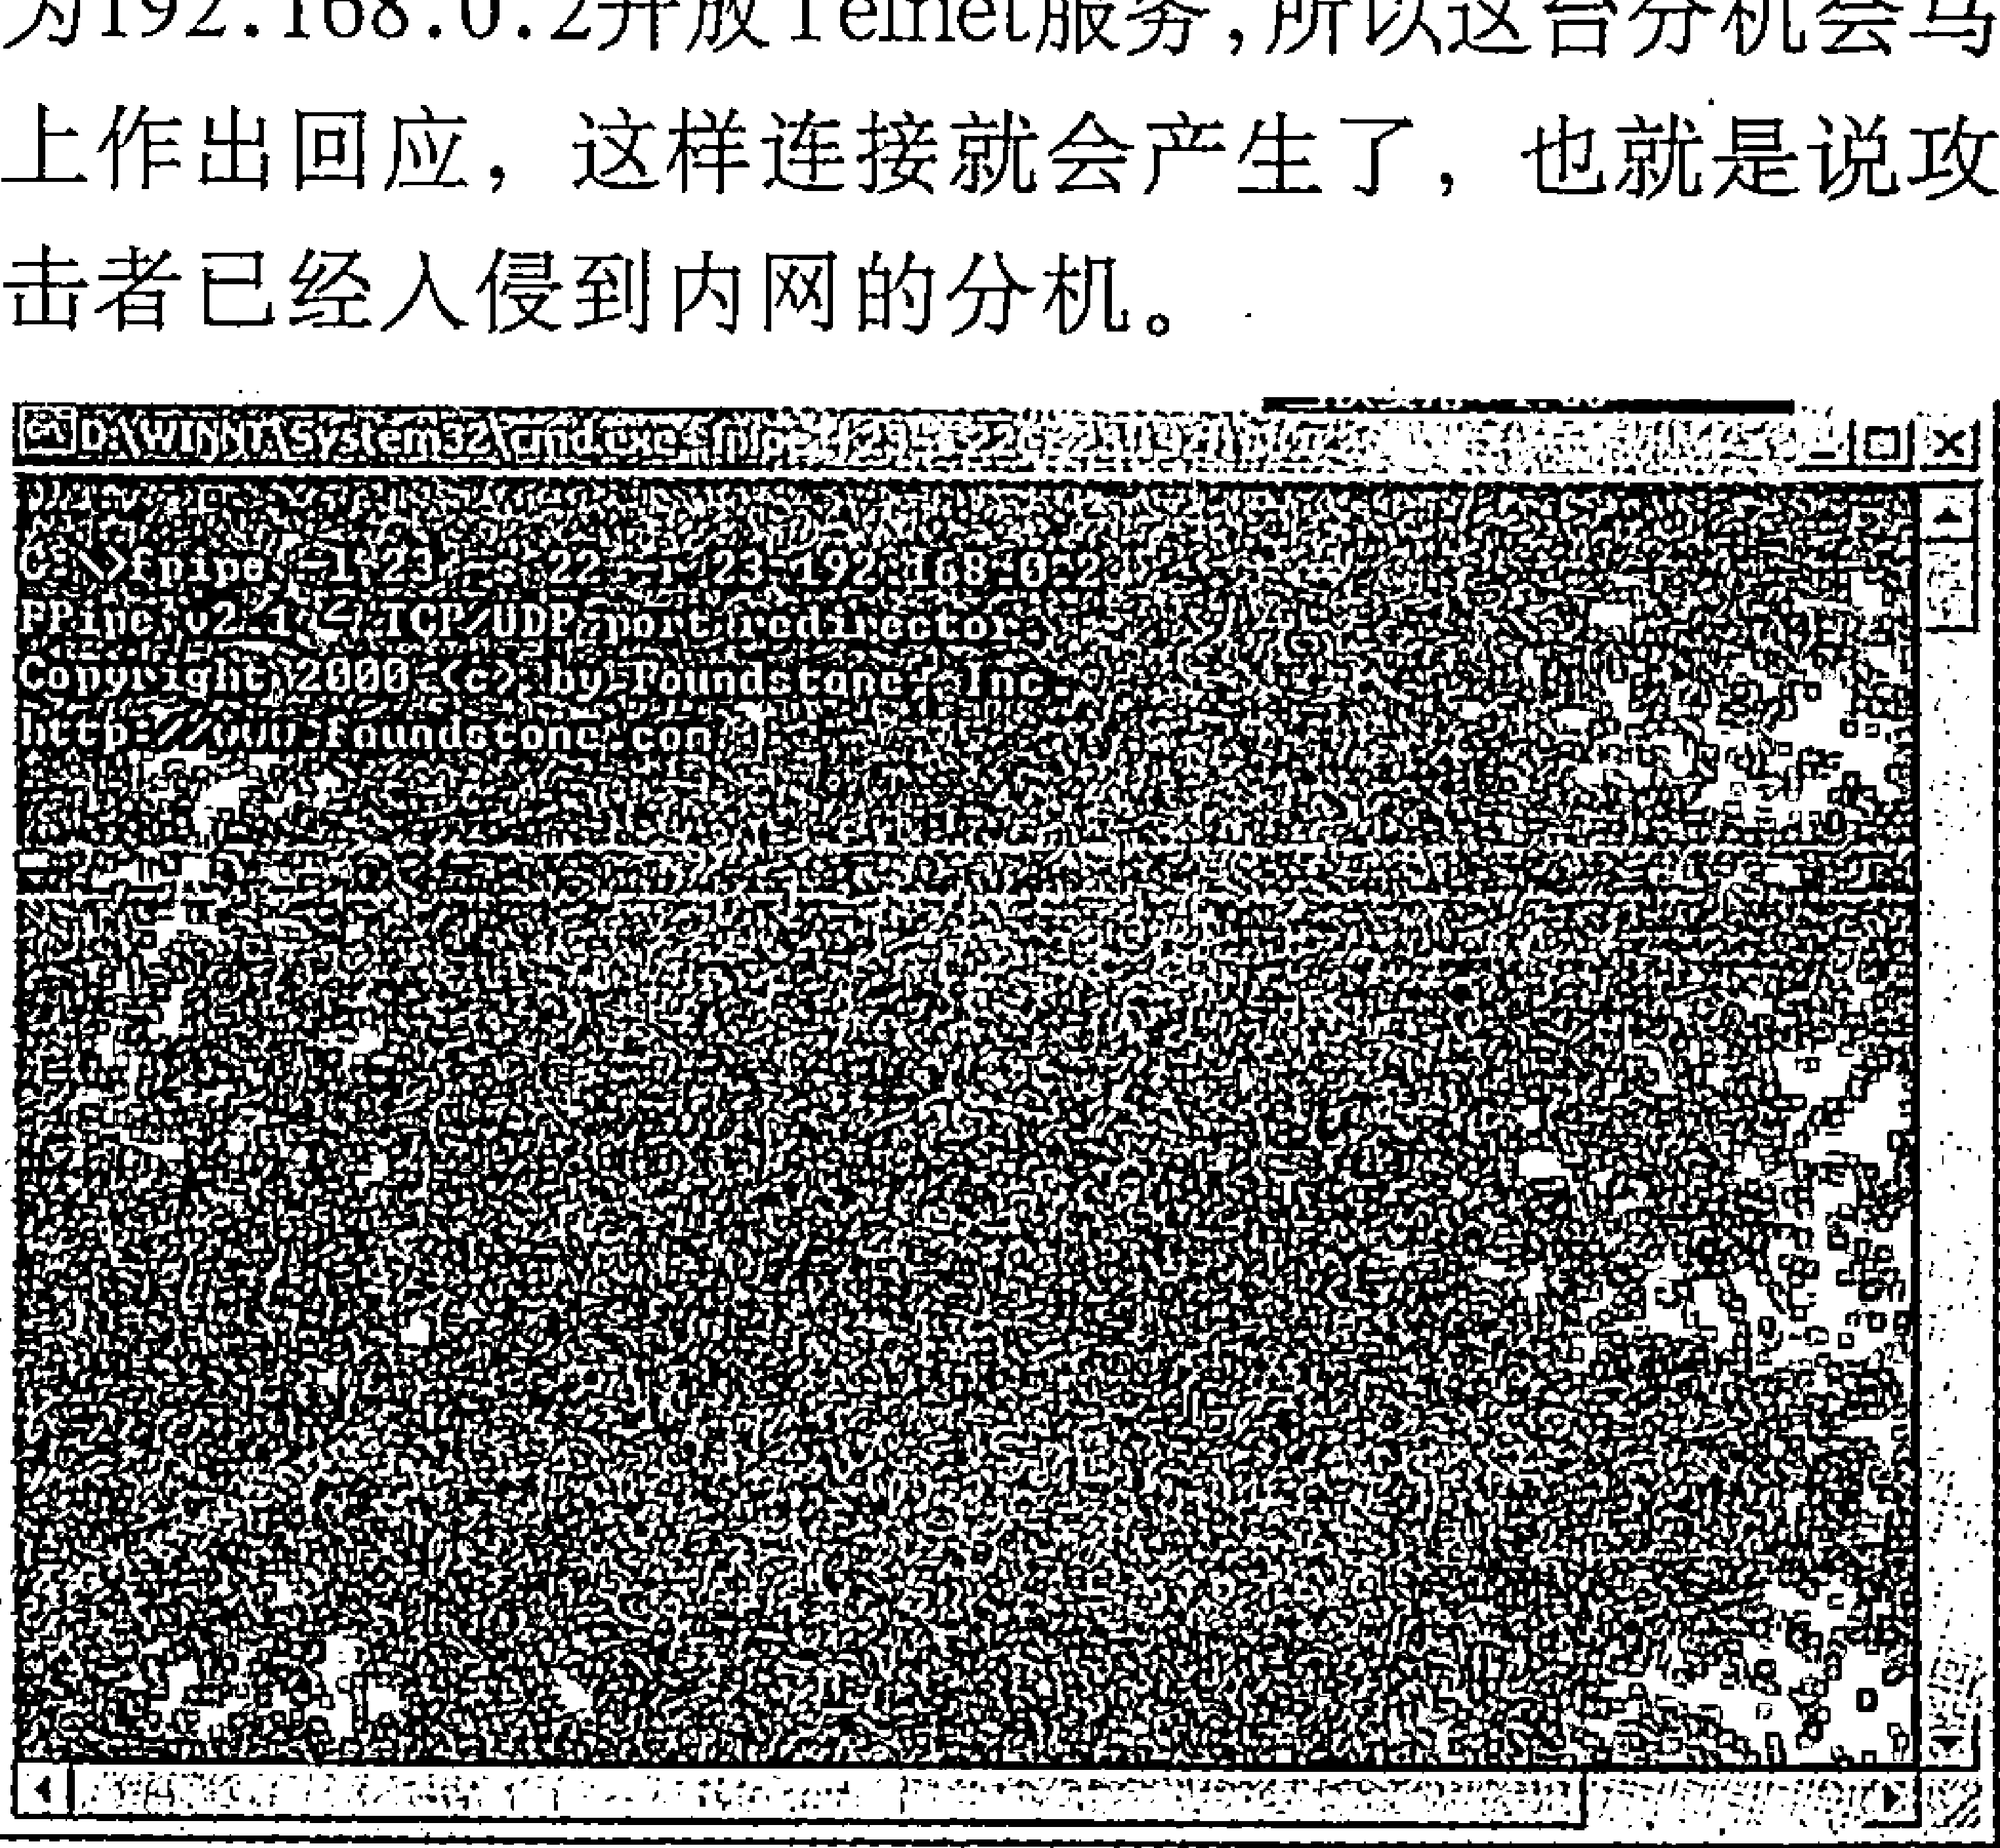 为192.168.0.2开放Telnet服务,所以这台分机会马
上作出回应，这样连接就会产生了，也就是说攻
击者已经入侵到内网的分机。
D:\WINNT\System32\cmd.exe
C:\>fpipe -l 23 -s 22 -r 23 192.168.0.2
FPipe v2.1 - TCP/UDP port redirector.
Copyright 2000 (c) by Foundstone, Inc.
http://www.foundstone.com